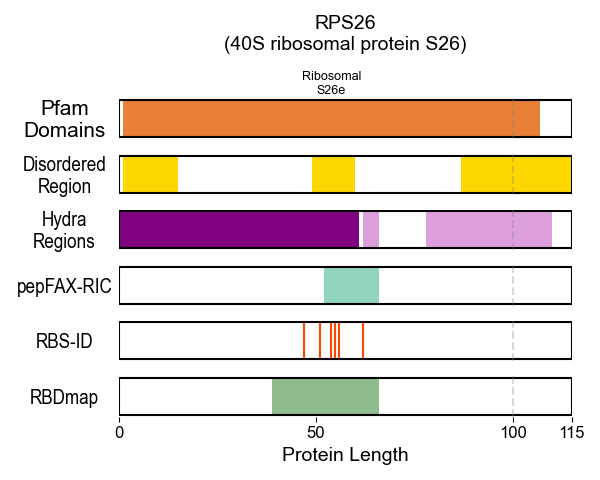 RPS26
(40S ribosomal protein S26)
Ribosomal
S26e
Pfam
Domains
Disordered
Region
Hydra
Regions
pepFAX-RIC
RBS-ID
RBDmap
0 50 100 115
Protein Length